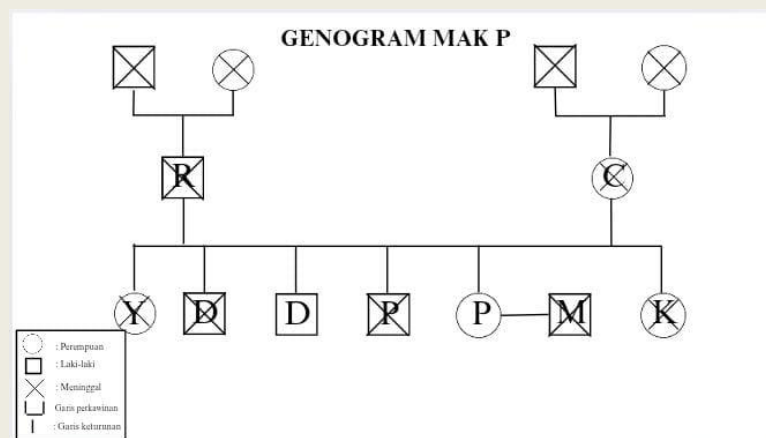 GENOGRAM MAK P
R
C
Y D D P P M K
: Perempuan
: Laki-laki
: Meninggal
Garis perkawinan
: Garis keturunan